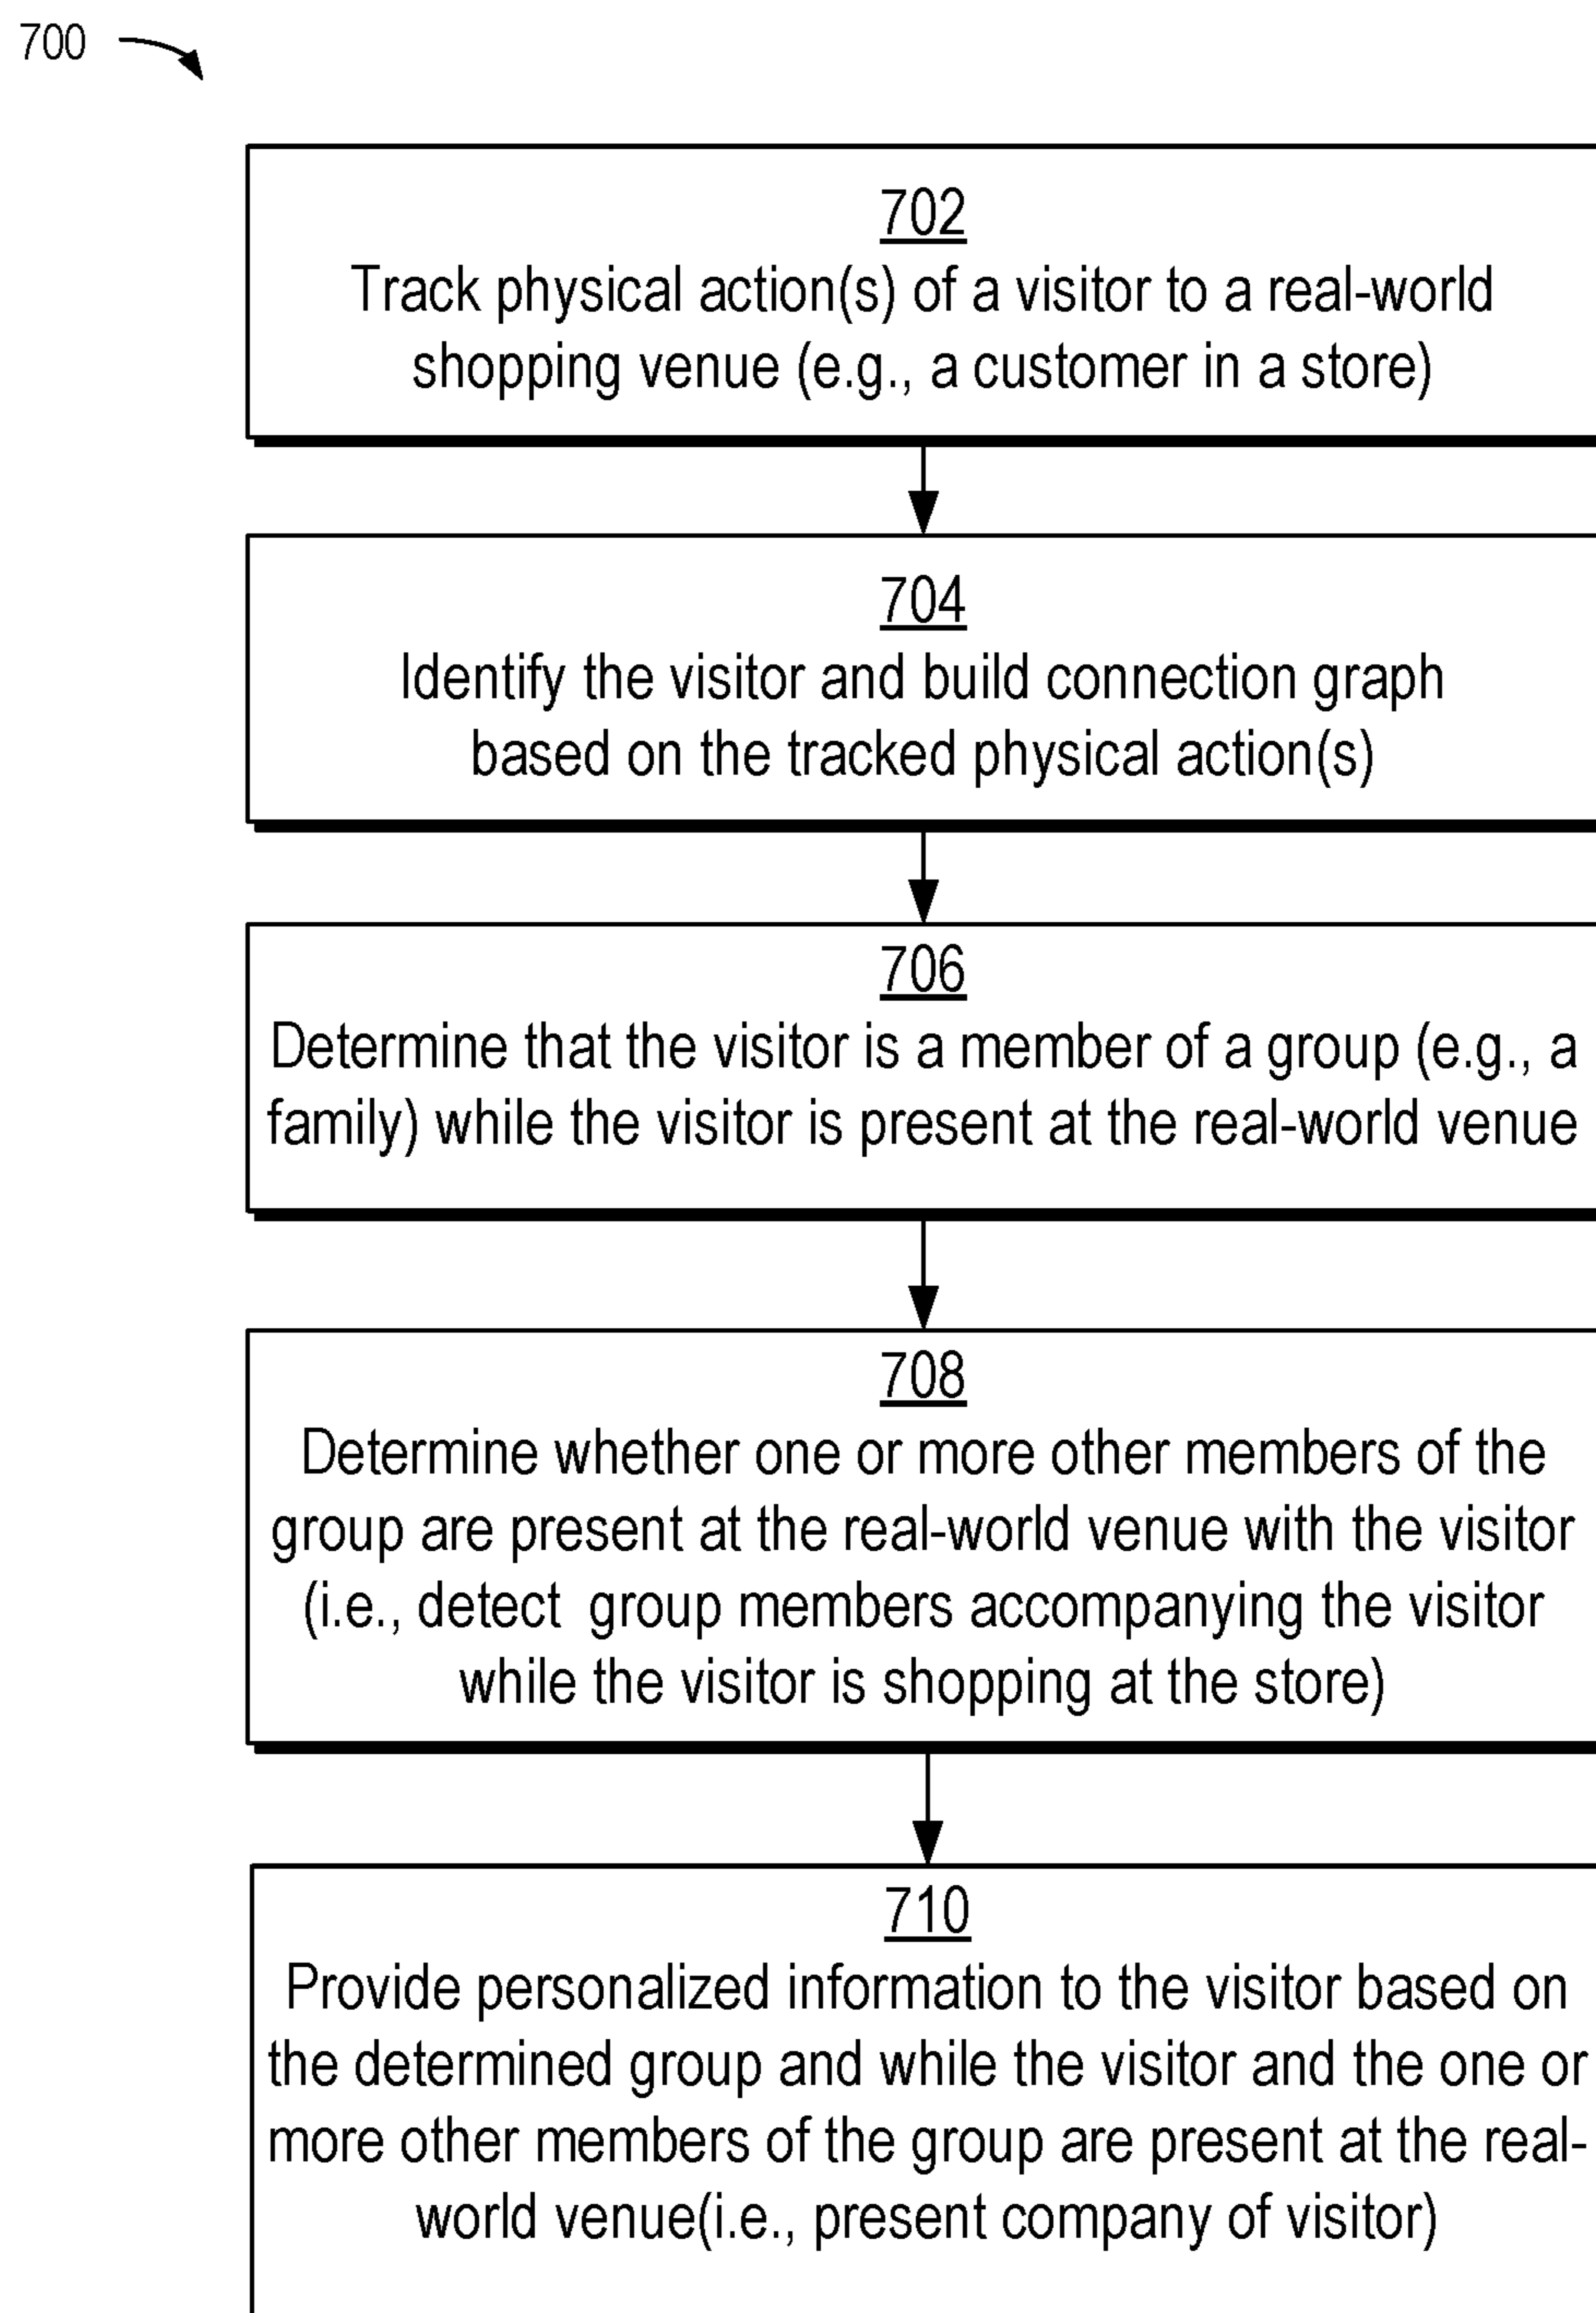 700
702
Track physical action(s) of a visitor to a real-world
shopping venue (e.g., a customer in a store)
704
Identify the visitor and build connection graph
based on the tracked physical action(s)
706
Determine that the visitor is a member of a group (e.g., a
family) while the visitor is present at the real-world venue
708
Determine whether one or more other members of the
group are present at the real-world venue with the visitor
(i.e., detect  group members accompanying the visitor
while the visitor is shopping at the store)
710
Provide personalized information to the visitor based on
the determined group and while the visitor and the one or
more other members of the group are present at the real-
world venue(i.e., present company of visitor)